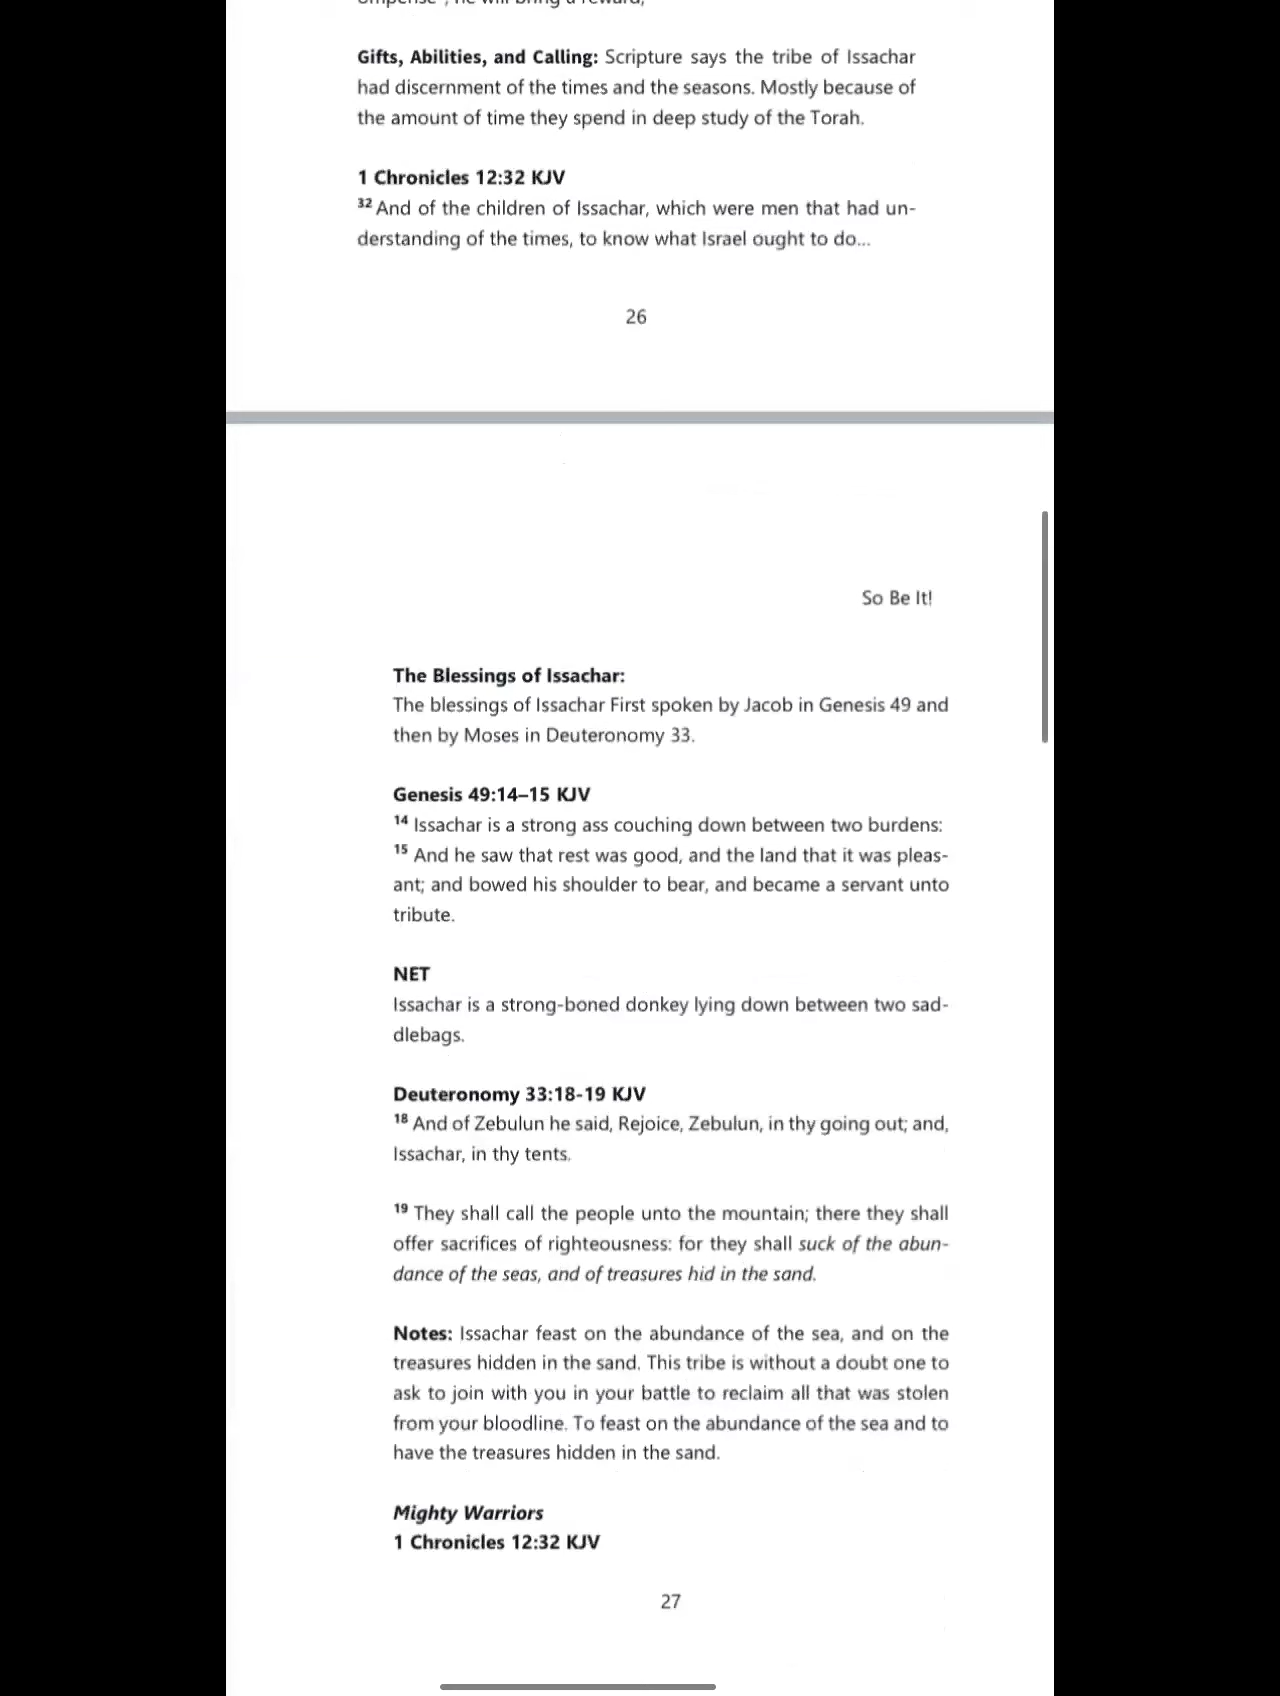 Gifts, Abilities, and Calling: Scripture says the tribe of Issachar
had discernment of the times and the seasons. Mostly because of
the amount of time they spend in deep study of the Torah.
1 Chronicles 12:32 KJV
32 And of the children of Issachar, which were men that had un-
derstanding of the times, to know what Israel ought to do...
26
So Be It!
The Blessings of Issachar:
The blessings of Issachar First spoken by Jacob in Genesis 49 and
then by Moses in Deuteronomy 33.
Genesis 49:14–15 KJV
14 Issachar is a strong ass couching down between two burdens:
15 And he saw that rest was good, and the land that it was pleas-
ant; and bowed his shoulder to bear, and became a servant unto
tribute.
NET
Issachar is a strong-boned donkey lying down between two sad-
dlebags.
Deuteronomy 33:18-19 KJV
18 And of Zebulun he said, Rejoice, Zebulun, in thy going out; and,
Issachar, in thy tents.
19 They shall call the people unto the mountain; there they shall
offer sacrifices of righteousness: for they shall suck of the abun-
dance of the seas, and of treasures hid in the sand.
Notes: Issachar feast on the abundance of the sea, and on the
treasures hidden in the sand. This tribe is without a doubt one to
ask to join with you in your battle to reclaim all that was stolen
from your bloodline. To feast on the abundance of the sea and to
have the treasures hidden in the sand.
Mighty Warriors
1 Chronicles 12:32 KJV
27